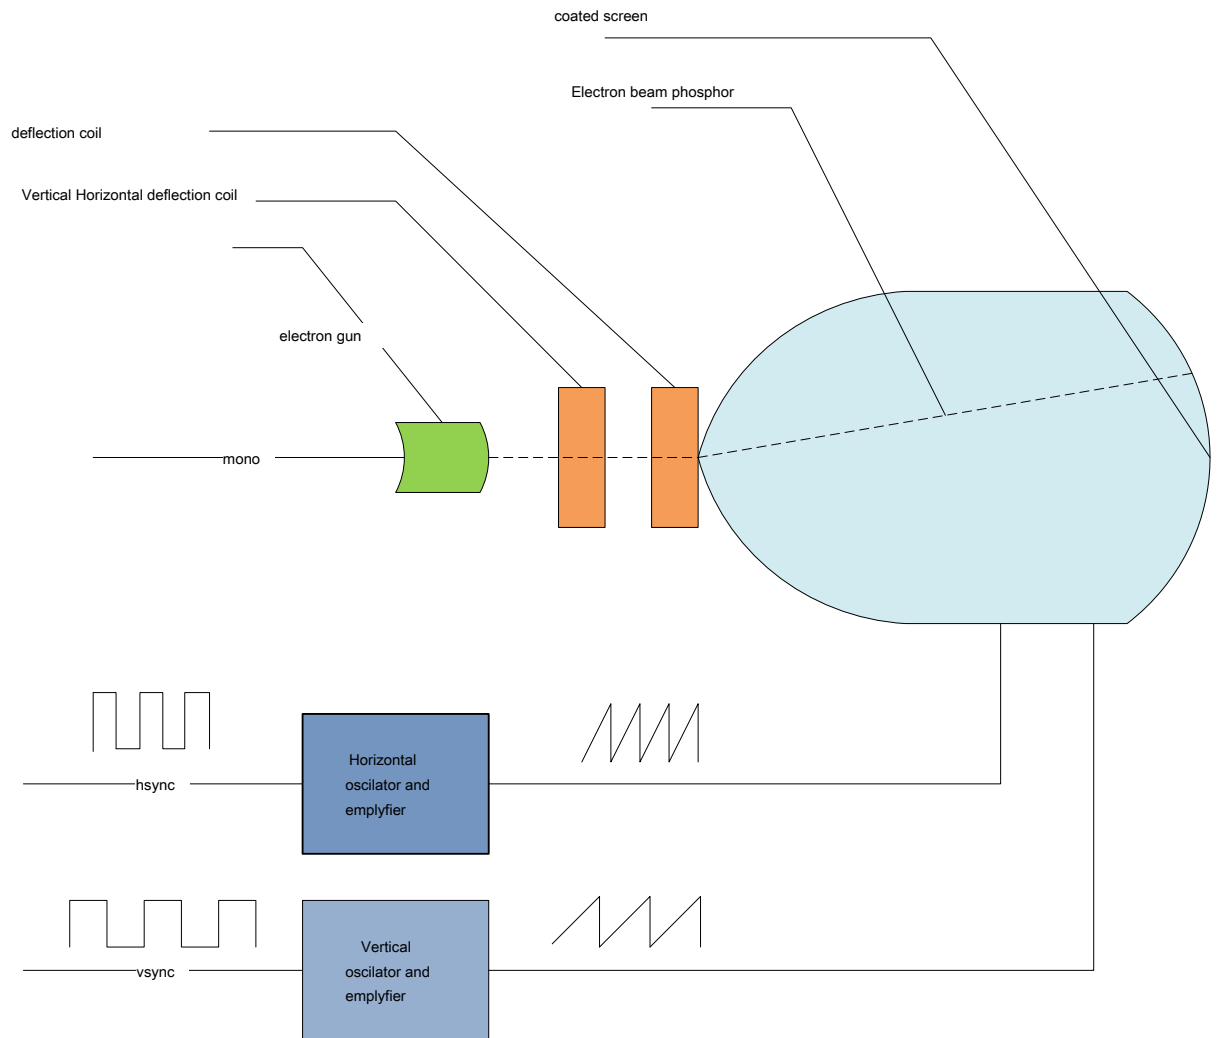 coated screen
Electron beam phosphor
deflection coil
Vertical Horizontal deflection coil
electron gun
mono
hsync
Horizontal
oscilator and
emplyfier
vsync
Vertical
oscilator and
emplyfier